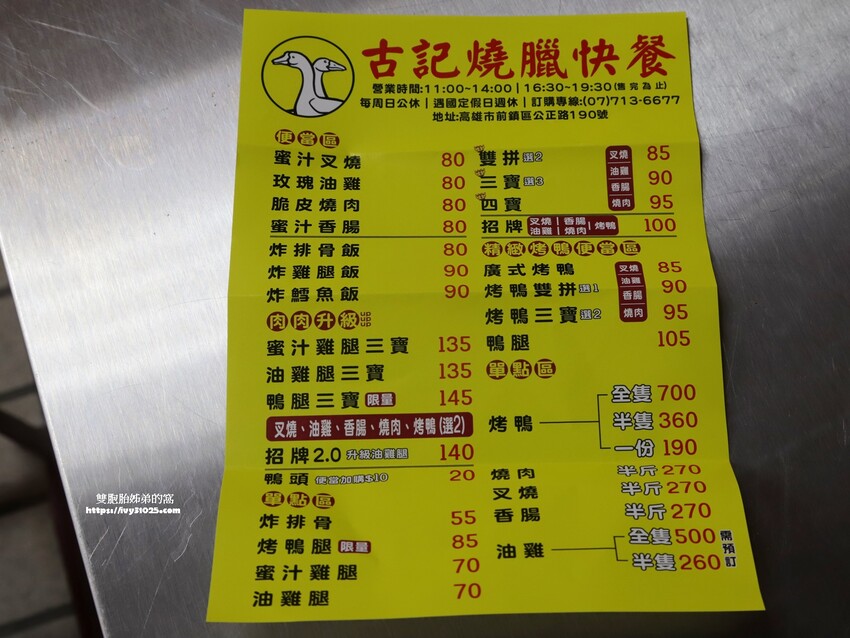 古記燒臘快餐
營業時間:11:00~14:00 | 16:30~19:30(售完為止)
每周日公休 | 遇國定假日週休 | 訂購專線:(07)713-6677
地址:高雄市前鎮區公正路190號
便當區
蜜汁叉燒 80
玫瑰油雞 80
脆皮燒肉 80
蜜汁香腸 80
炸排骨飯 80
炸雞腿飯 90
炸鱈魚飯 90
肉肉升級 UP UP UP
蜜汁雞腿三寶 135
油雞腿三寶 135
鴨腿三寶 限量 145
叉燒、油雞、香腸、燒肉、烤鴨(選2)
招牌2.0 升級油雞腿 140
鴨頭 便當加購$10 20
單點區
炸排骨 55
烤鴨腿 限量 85
蜜汁雞腿 70
油雞腿 70
雙拼 選2 85
三寶 選3 90
四寶 95
叉燒
油雞
香腸
燒肉
招牌 叉燒 | 香腸 | 油雞 | 燒肉 | 烤鴨 100
精緻烤鴨便當區
廣式烤鴨 85
烤鴨雙拼 選1 90
烤鴨三寶 選2 95
叉燒
油雞
香腸
燒肉
鴨腿 105
單點區
烤鴨
全隻 700
半隻 360
一份 190
燒肉 半斤 270
叉燒 半斤 270
香腸 半斤 270
油雞
全隻 500
半隻 260
需預訂
雙胞胎姊弟的窩
https://ivy31025.com